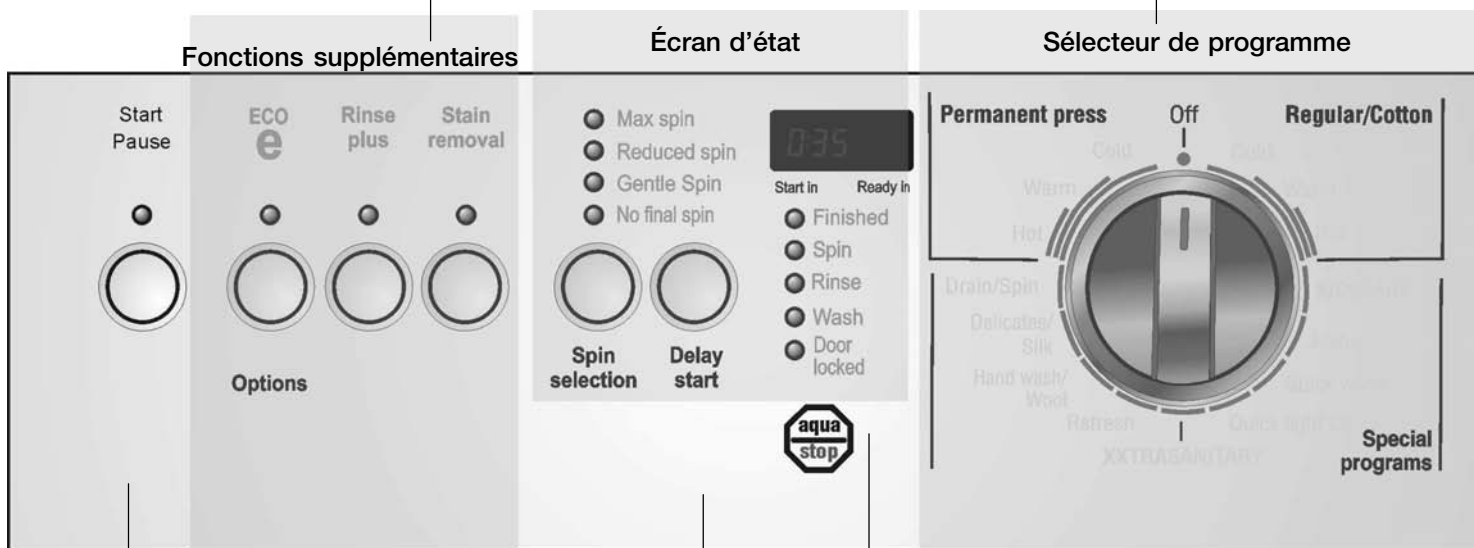 Fonctions supplémentaires
Écran d'état
Sélecteur de programme
Start
Pause
ECO
e
Rinse
plus
Stain
removal
Options
Max spin
Reduced spin
Gentle Spin
No final spin
Spin
selection
Delay
start
0:35
Start in
Ready in
Finished
Spin
Rinse
Wash
Door
locked
aqua
stop
Permanent press
Off
Regular/Cotton
Cold
Warm
Hot
Drain/Spin
Delicates/
Silk
Hand wash/
Wool
Refresh
XXTRASANITARY
Special
programs